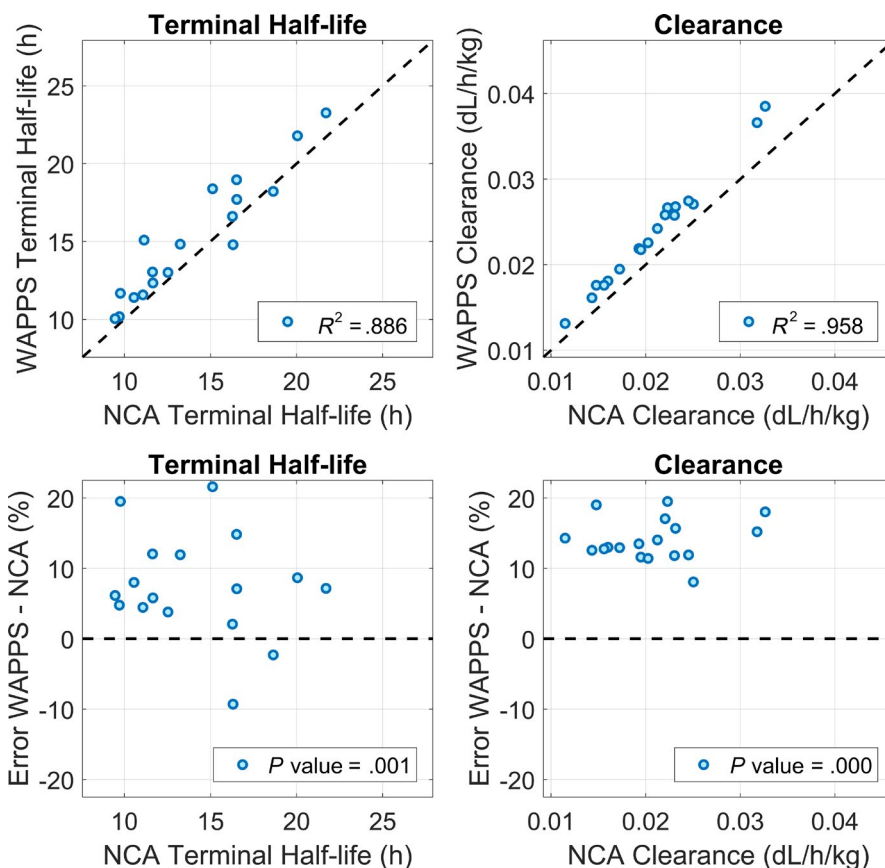 Terminal Half-life
WAPPS Terminal Half-life (h)
25
20
15
10
R² = .886
10 15 20 25
NCA Terminal Half-life (h)
Clearance
WAPPS Clearance (dL/h/kg)
0.04
0.03
0.02
0.01
R² = .958
0.01 0.02 0.03 0.04
NCA Clearance (dL/h/kg)
Terminal Half-life
Error WAPPS - NCA (%)
20
10
0
-10
-20
P value = .001
10 15 20 25
NCA Terminal Half-life (h)
Clearance
Error WAPPS - NCA (%)
20
10
0
-10
-20
P value = .000
0.01 0.02 0.03 0.04
NCA Clearance (dL/h/kg)